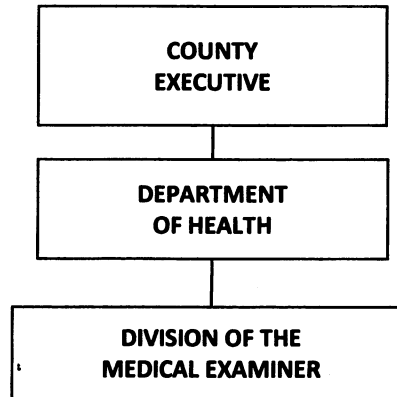 COUNTY
EXECUTIVE
DEPARTMENT
OF HEALTH
DIVISION OF THE
MEDICAL EXAMINER